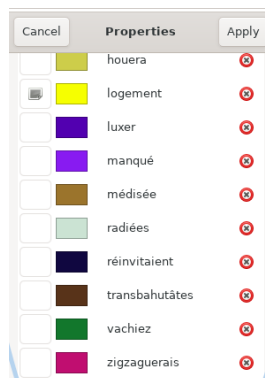 Cancel Properties Apply
houera
logement
luxer
manqué
médisée
radiées
réinvitaient
transbahutâtes
vachiez
zigzaguerais